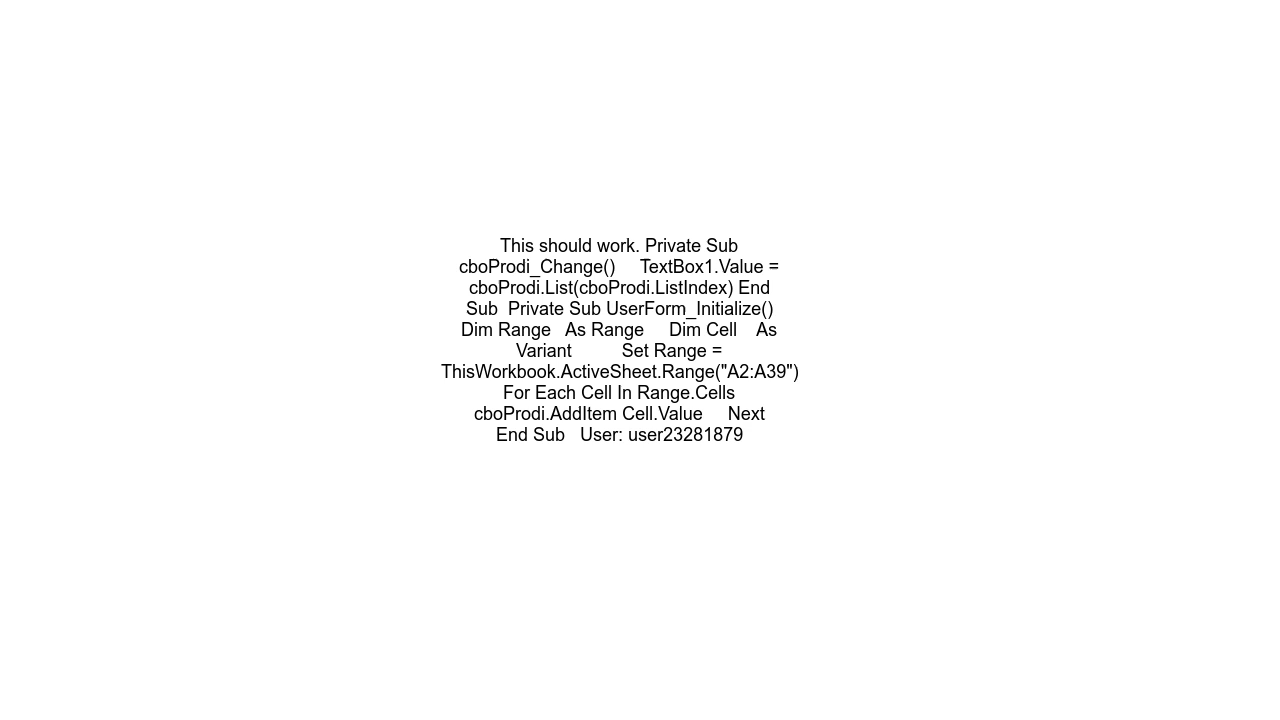 This should work. Private Sub
cboProdi_Change()     TextBox1.Value =
cboProdi.List(cboProdi.ListIndex) End
Sub  Private Sub UserForm_Initialize()
Dim Range   As Range     Dim Cell    As
Variant          Set Range =
ThisWorkbook.ActiveSheet.Range("A2:A39")
For Each Cell In Range.Cells
cboProdi.AddItem Cell.Value     Next
End Sub   User: user23281879